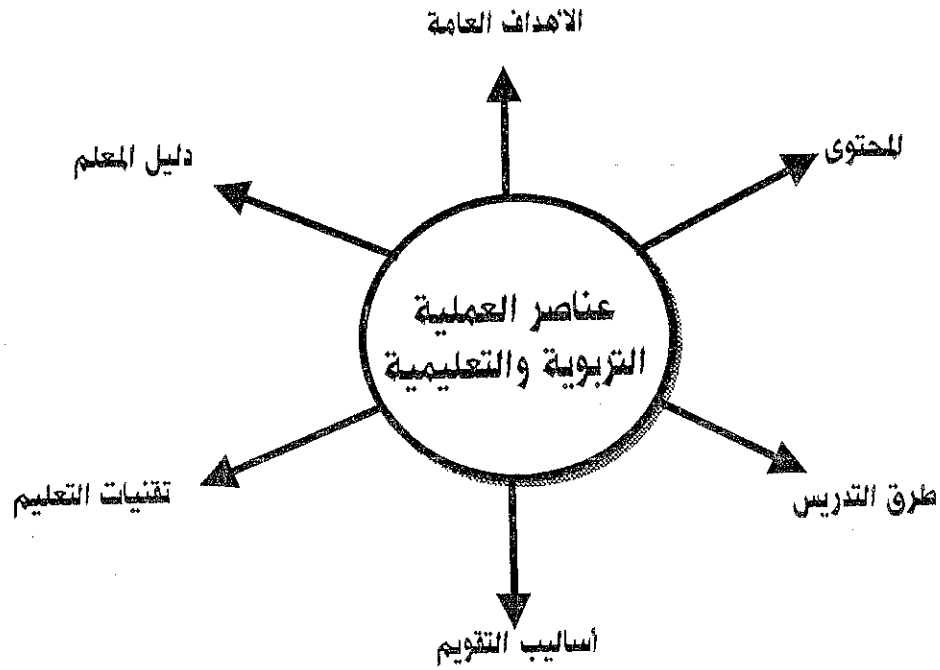 الأهداف العامة
المحتوى
دليل المعلم
عناصر العملية
التربوية والتعليمية
طرق التدريس
تقنيات التعليم
أساليب التقويم